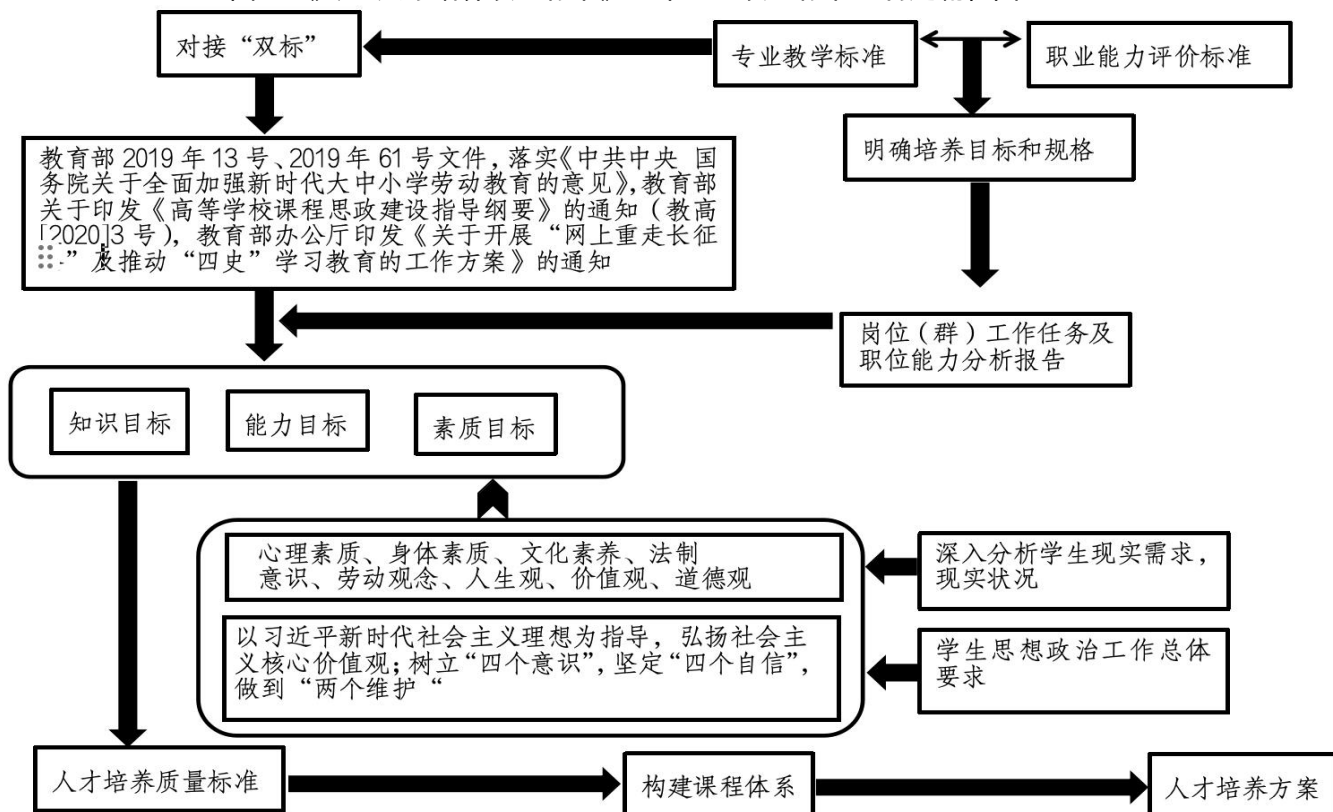 对接“双标”
专业教学标准
职业能力评价标准
教育部 2019 年 13 号、2019 年 61 号文件, 落实《中共中央 国
务院关于全面加强新时代大中小学劳动教育的意见》, 教育部
关于印发《高等学校课程思政建设指导纲要》的通知 (教高
[2020]3 号), 教育部办公厅印发《关于开展“网上重走长征
”及推动“四史”学习教育的工作方案》的通知
明确培养目标和规格
岗位(群)工作任务及
职位能力分析报告
知识目标
能力目标
素质目标
心理素质、身体素质、文化素养、法制
意识、劳动观念、人生观、价值观、道德观
深入分析学生现实需求,
现实状况
以习近平新时代社会主义理想为指导, 弘扬社会主
义核心价值观; 树立“四个意识”, 坚定“四个自信”,
做到“两个维护“
学生思想政治工作总体
要求
人才培养质量标准
构建课程体系
人才培养方案